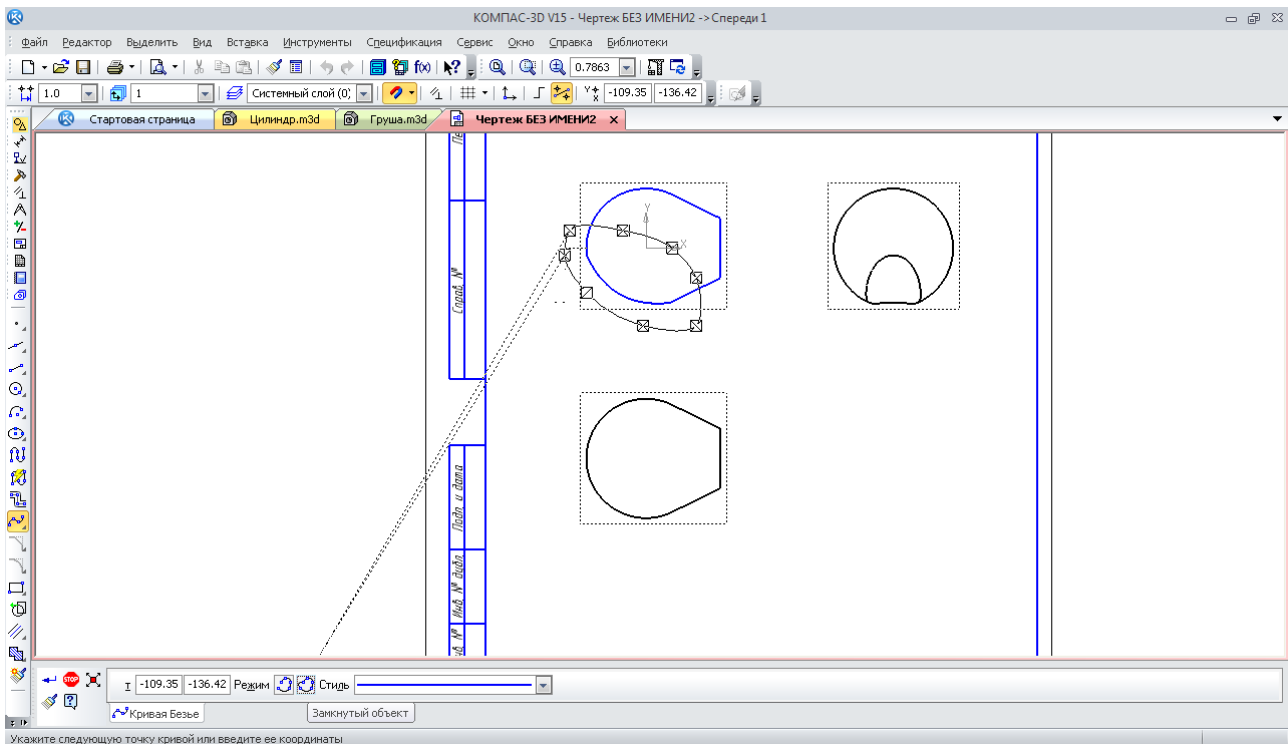 КОМПАС-3D V15 - Чертеж БЕЗ ИМЕНИ2 ->Спереди 1
Файл Редактор Выделить Вид Вставка Инструменты Спецификация Сервис Окно Справка Библиотеки
f(x) 0.7863
1.0 1 Системный слой (0) -109.35 -136.42
Стартовая страница Цилиндр.m3d Груша.m3d Чертеж БЕЗ ИМЕНИ2
Y
X
Справ. №
Подп. и дата
Инв. № дубл.
-109.35 -136.42 Режим Стиль
Кривая Безье Замкнутый объект
Укажите следующую точку кривой или введите ее координаты